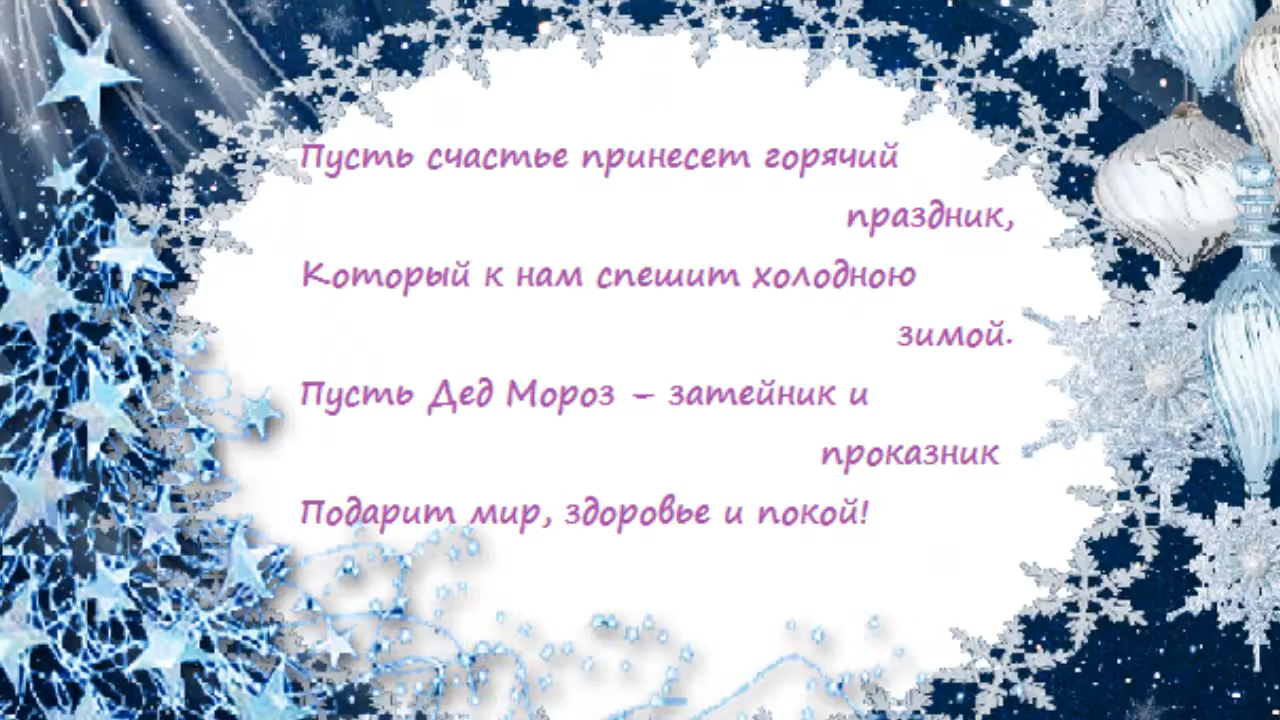 Пусть счастье принесет горячий
праздник,
Который к нам спешит холодною
зимой.
Пусть Дед Мороз – затейник и
проказник
Подарит мир, здоровье и покой!